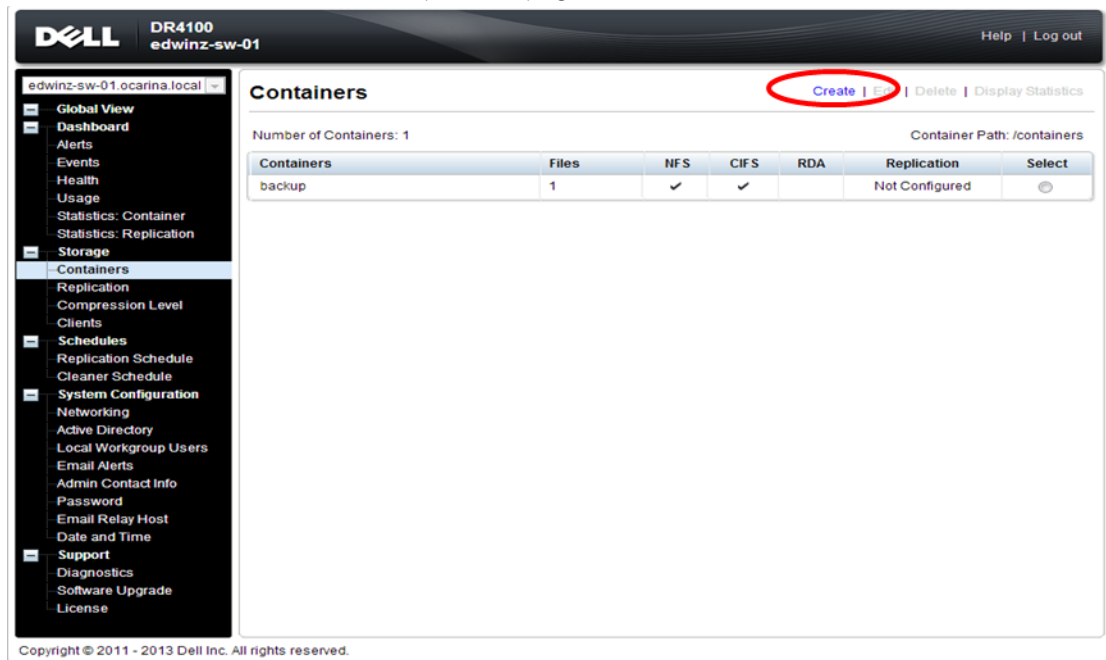 DELL
DR4100
edwinz-sw-01
Help | Log out
edwinz-sw-01.ocarina.local
Global View
Dashboard
Alerts
Events
Health
Usage
Statistics: Container
Statistics: Replication
Storage
Containers
Replication
Compression Level
Clients
Schedules
Replication Schedule
Cleaner Schedule
System Configuration
Networking
Active Directory
Local Workgroup Users
Email Alerts
Admin Contact Info
Password
Email Relay Host
Date and Time
Support
Diagnostics
Software Upgrade
License
Containers
Create | Edit | Delete | Display Statistics
Number of Containers: 1
Container Path: /containers
Containers Files NFS CIFS RDA Replication Select
backup 1 ✔ ✔ Not Configured
Copyright © 2011 - 2013 Dell Inc. All rights reserved.